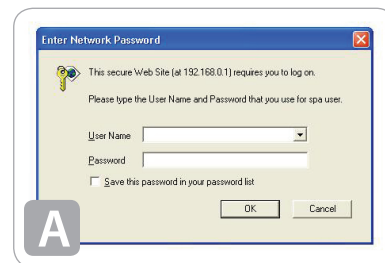 Enter Network Password
This secure Web Site (at 192.168.0.1) requires you to log on.
Please type the User Name and Password that you use for spa user.
User Name
Password
Save this password in your password list
OK
Cancel
A